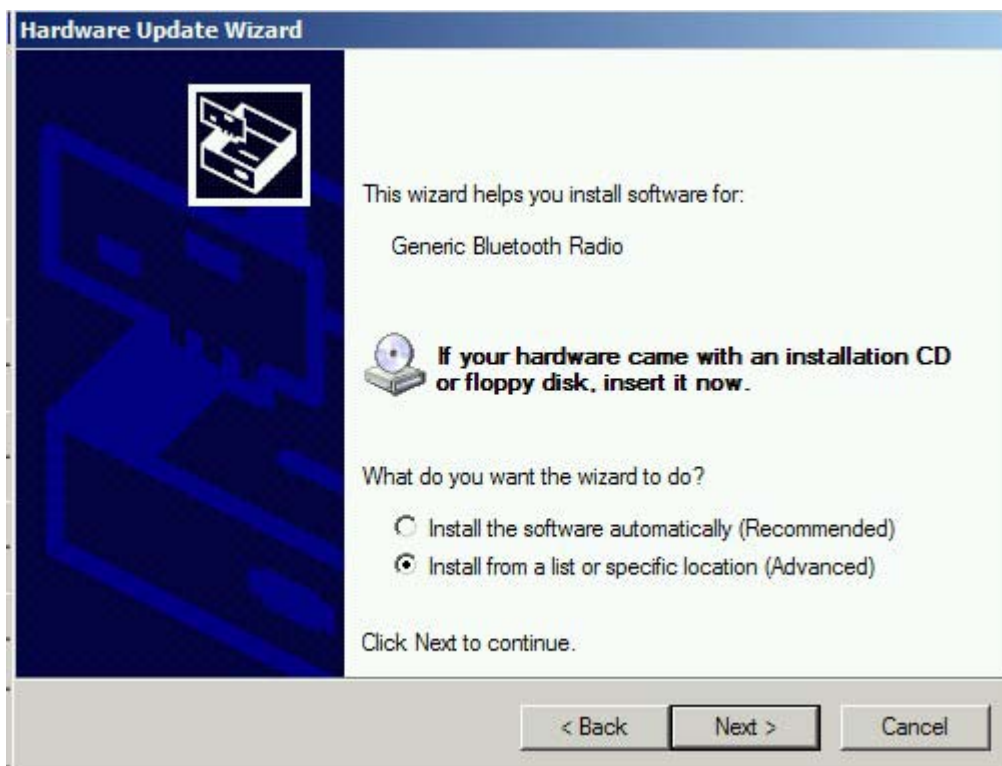 Hardware Update Wizard
This wizard helps you install software for:
Generic Bluetooth Radio
If your hardware came with an installation CD
or floppy disk, insert it now.
What do you want the wizard to do?
Install the software automatically (Recommended)
Install from a list or specific location (Advanced)
Click Next to continue.
< Back
Next >
Cancel